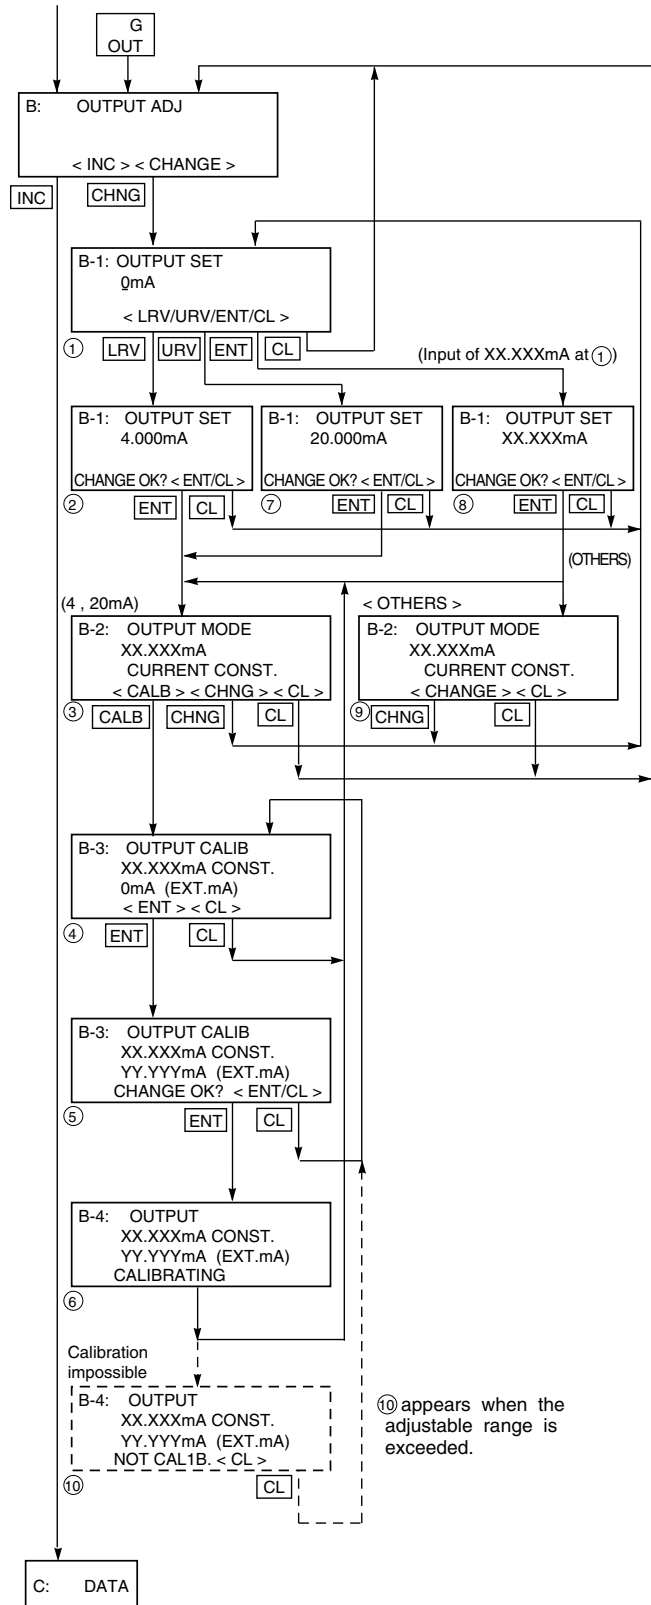 G
OUT
B: OUTPUT ADJ
< INC > < CHANGE >
INC CHNG
B-1: OUTPUT SET
0mA
< LRV/URV/ENT/CL >
① LRV URV ENT CL
(Input of XX.XXXmA at ①)
B-1: OUTPUT SET
4.000mA
CHANGE OK? < ENT/CL >
② ENT CL
B-1: OUTPUT SET
20.000mA
CHANGE OK? < ENT/CL >
⑦ ENT CL
B-1: OUTPUT SET
XX.XXXmA
CHANGE OK? < ENT/CL >
⑧ ENT CL
(OTHERS)
(4 , 20mA)
B-2: OUTPUT MODE
XX.XXXmA
CURRENT CONST.
< CALB > < CHNG > < CL >
③ CALB CHNG CL
< OTHERS >
B-2: OUTPUT MODE
XX.XXXmA
CURRENT CONST.
< CHANGE > < CL >
⑨ CHNG CL
B-3: OUTPUT CALIB
XX.XXXmA CONST.
0mA (EXT.mA)
< ENT > < CL >
④ ENT CL
B-3: OUTPUT CALIB
XX.XXXmA CONST.
YY.YYYmA (EXT.mA)
CHANGE OK? < ENT/CL >
⑤ ENT CL
B-4: OUTPUT
XX.XXXmA CONST.
YY.YYYmA (EXT.mA)
CALIBRATING
⑥
Calibration
impossible
B-4: OUTPUT
XX.XXXmA CONST.
YY.YYYmA (EXT.mA)
NOT CAL1B. < CL >
⑩ CL
⑩ appears when the
adjustable range is
exceeded.
C: DATA